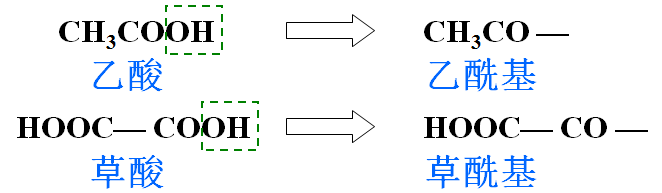 CH₃COOH CH₃CO —
乙酸 乙酰基
HOOC— COOH HOOC— CO —
草酸 草酰基